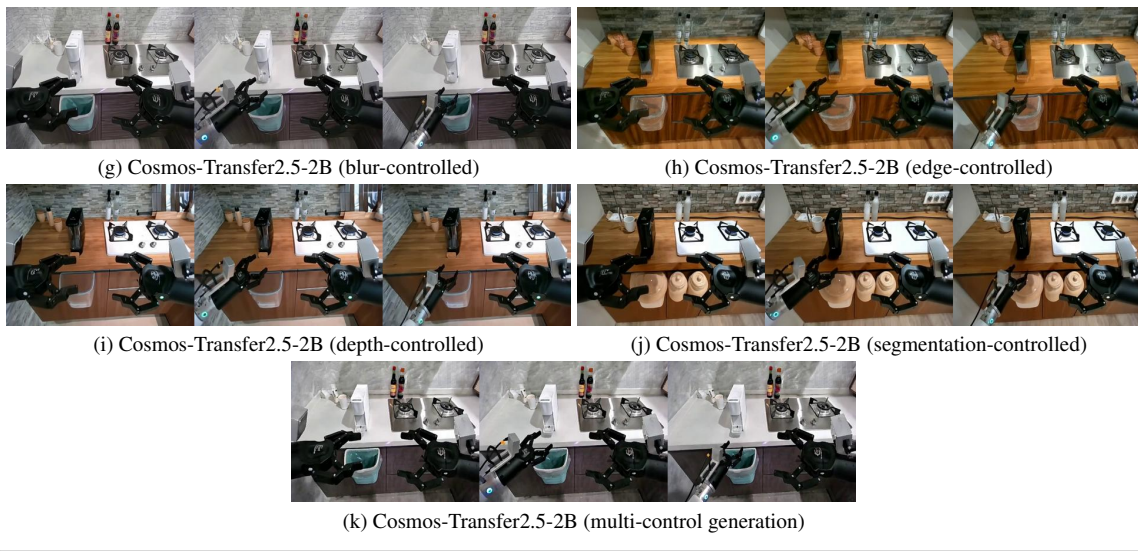 (g) Cosmos-Transfer2.5-2B (blur-controlled)
(h) Cosmos-Transfer2.5-2B (edge-controlled)
(i) Cosmos-Transfer2.5-2B (depth-controlled)
(j) Cosmos-Transfer2.5-2B (segmentation-controlled)
(k) Cosmos-Transfer2.5-2B (multi-control generation)